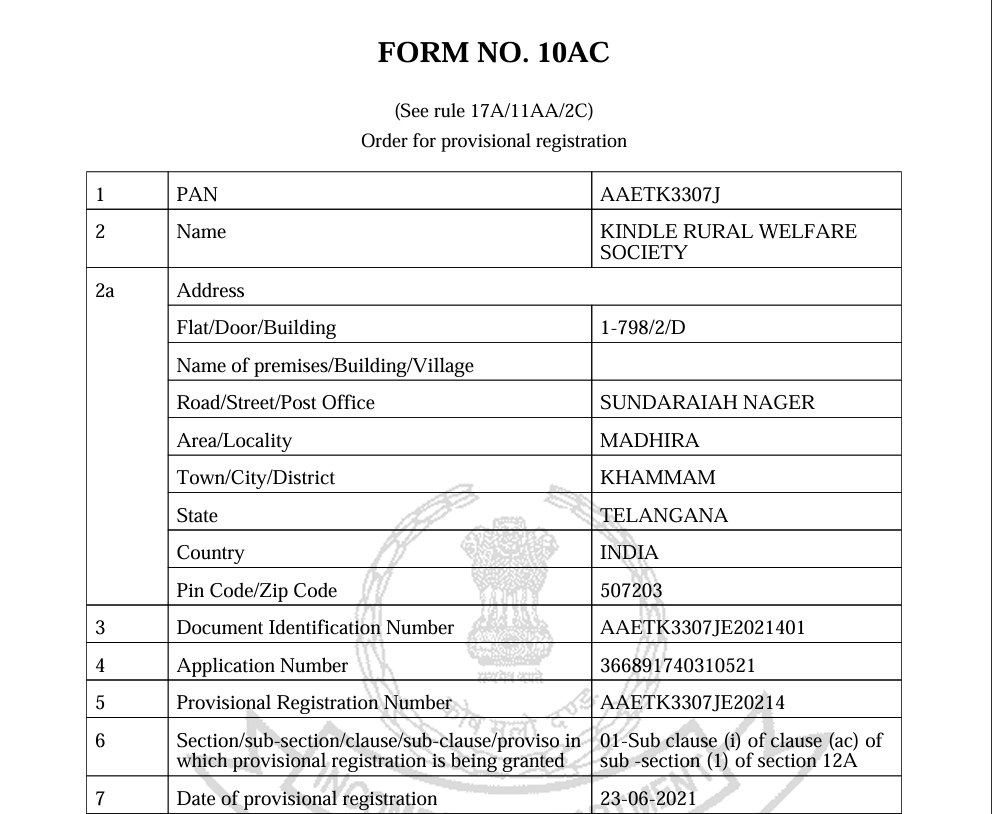 FORM NO. 10AC
(See rule 17A/11AA/2C)
Order for provisional registration
1 PAN AAETK3307J
2 Name KINDLE RURAL WELFARE
SOCIETY
2a Address
Flat/Door/Building 1-798/2/D
Name of premises/Building/Village
Road/Street/Post Office SUNDARAIAH NAGER
Area/Locality MADHIRA
Town/City/District KHAMMAM
State TELANGANA
Country INDIA
Pin Code/Zip Code 507203
3 Document Identification Number AAETK3307JE2021401
4 Application Number 366891740310521
5 Provisional Registration Number AAETK3307JE20214
6 Section/sub-section/clause/sub-clause/proviso in 01-Sub clause (i) of clause (ac) of
which provisional registration is being granted sub -section (1) of section 12A
7 Date of provisional registration 23-06-2021
सत्यमेव जयते
कोष मूलो दण्ड